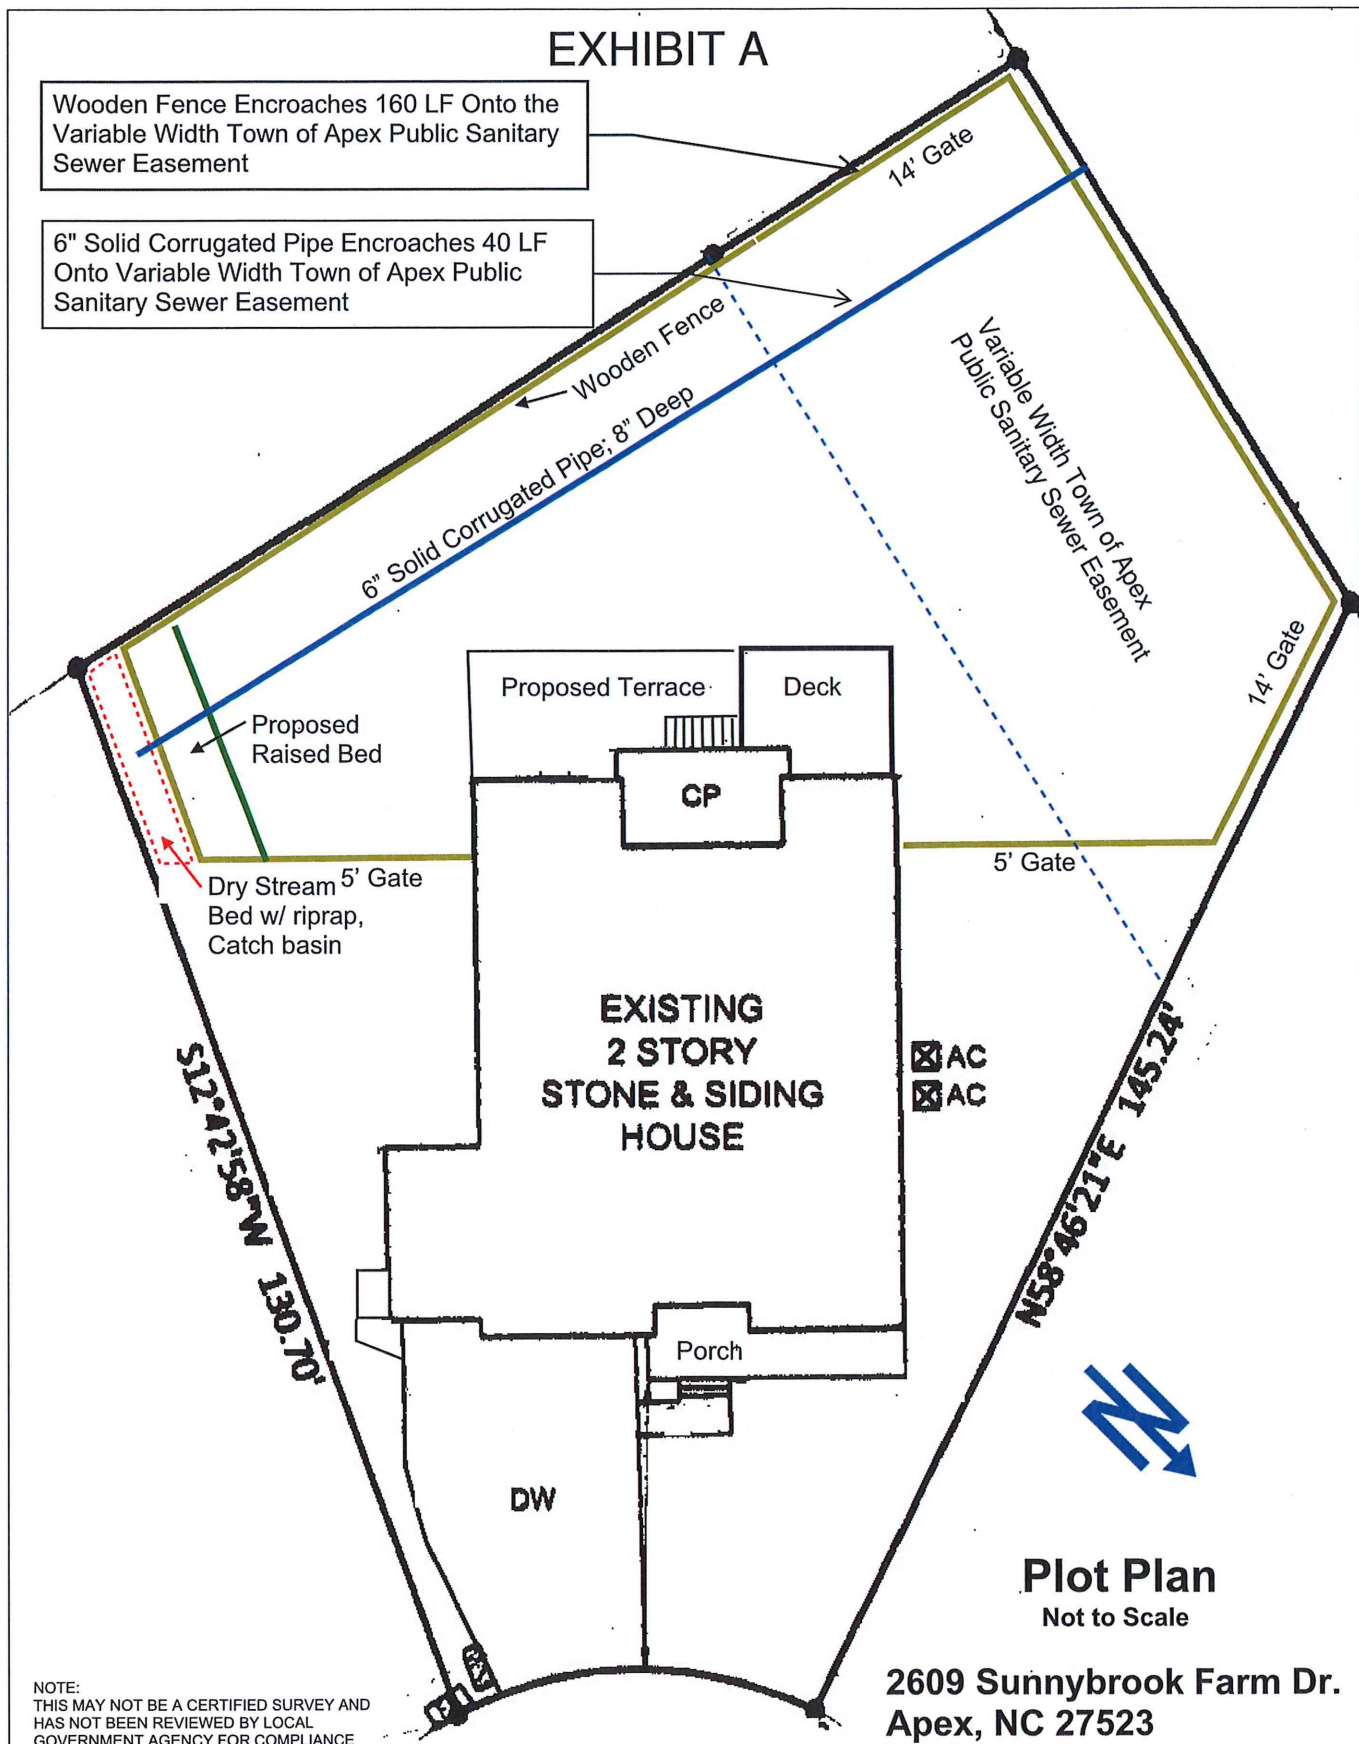 EXHIBIT A
Wooden Fence Encroaches 160 LF Onto the
Variable Width Town of Apex Public Sanitary
Sewer Easement
6" Solid Corrugated Pipe Encroaches 40 LF
Onto Variable Width Town of Apex Public
Sanitary Sewer Easement
14' Gate
Wooden Fence
6" Solid Corrugated Pipe; 8" Deep
Variable Width Town of Apex
Public Sanitary Sewer Easement
14' Gate
Proposed Terrace
Deck
Proposed
Raised Bed
CP
5' Gate
5' Gate
Dry Stream
Bed w/ riprap,
Catch basin
EXISTING
2 STORY
STONE & SIDING
HOUSE
AC
AC
S12°42'58"W 130.70'
N58°46'21"E 145.24'
Porch
DW
N
Plot Plan
Not to Scale
2609 Sunnybrook Farm Dr.
Apex, NC 27523
NOTE:
THIS MAY NOT BE A CERTIFIED SURVEY AND
HAS NOT BEEN REVIEWED BY LOCAL
GOVERNMENT AGENCY FOR COMPLIANCE